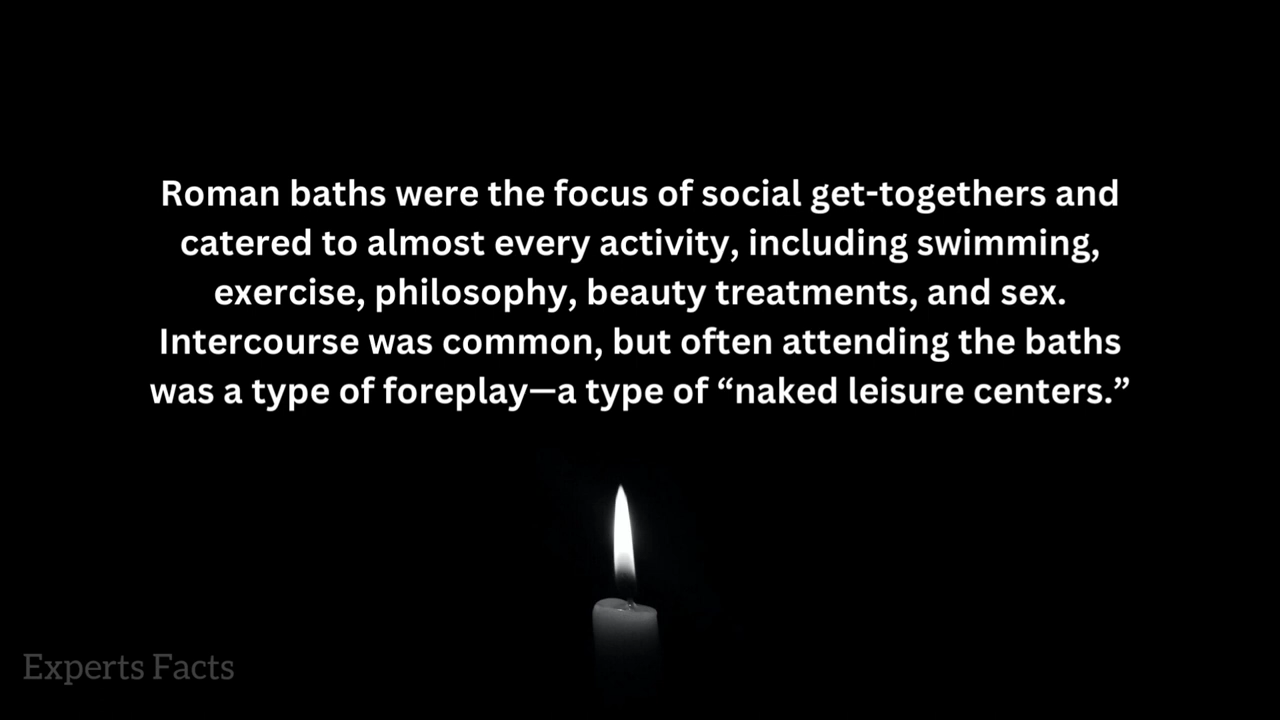 Roman baths were the focus of social get-togethers and
catered to almost every activity, including swimming,
exercise, philosophy, beauty treatments, and sex.
Intercourse was common, but often attending the baths
was a type of foreplay—a type of “naked leisure centers.”
Experts Facts